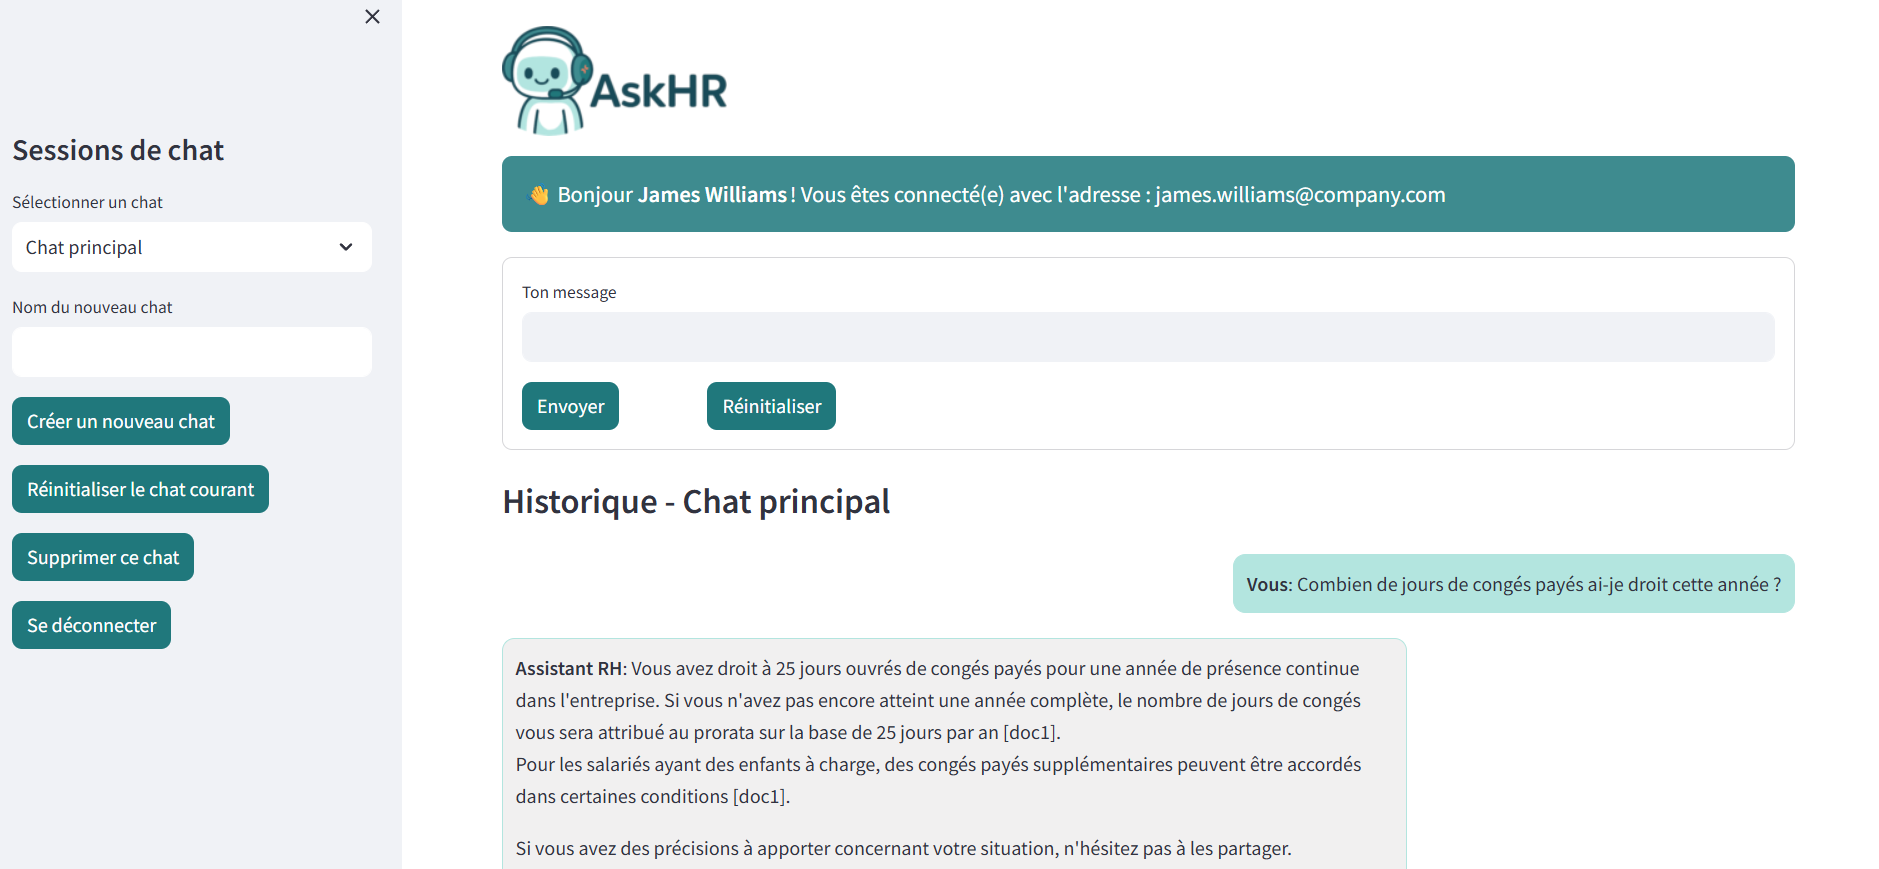 Sessions de chat
Sélectionner un chat
Chat principal
Nom du nouveau chat
Créer un nouveau chat
Réinitialiser le chat courant
Supprimer ce chat
Se déconnecter
AskHR
👋 Bonjour James Williams ! Vous êtes connecté(e) avec l'adresse : james.williams@company.com
Ton message
Envoyer
Réinitialiser
Historique - Chat principal
Vous: Combien de jours de congés payés ai-je droit cette année ?
Assistant RH: Vous avez droit à 25 jours ouvrés de congés payés pour une année de présence continue
dans l'entreprise. Si vous n'avez pas encore atteint une année complète, le nombre de jours de congés
vous sera attribué au prorata sur la base de 25 jours par an [doc1].
Pour les salariés ayant des enfants à charge, des congés payés supplémentaires peuvent être accordés
dans certaines conditions [doc1].
Si vous avez des précisions à apporter concernant votre situation, n'hésitez pas à les partager.